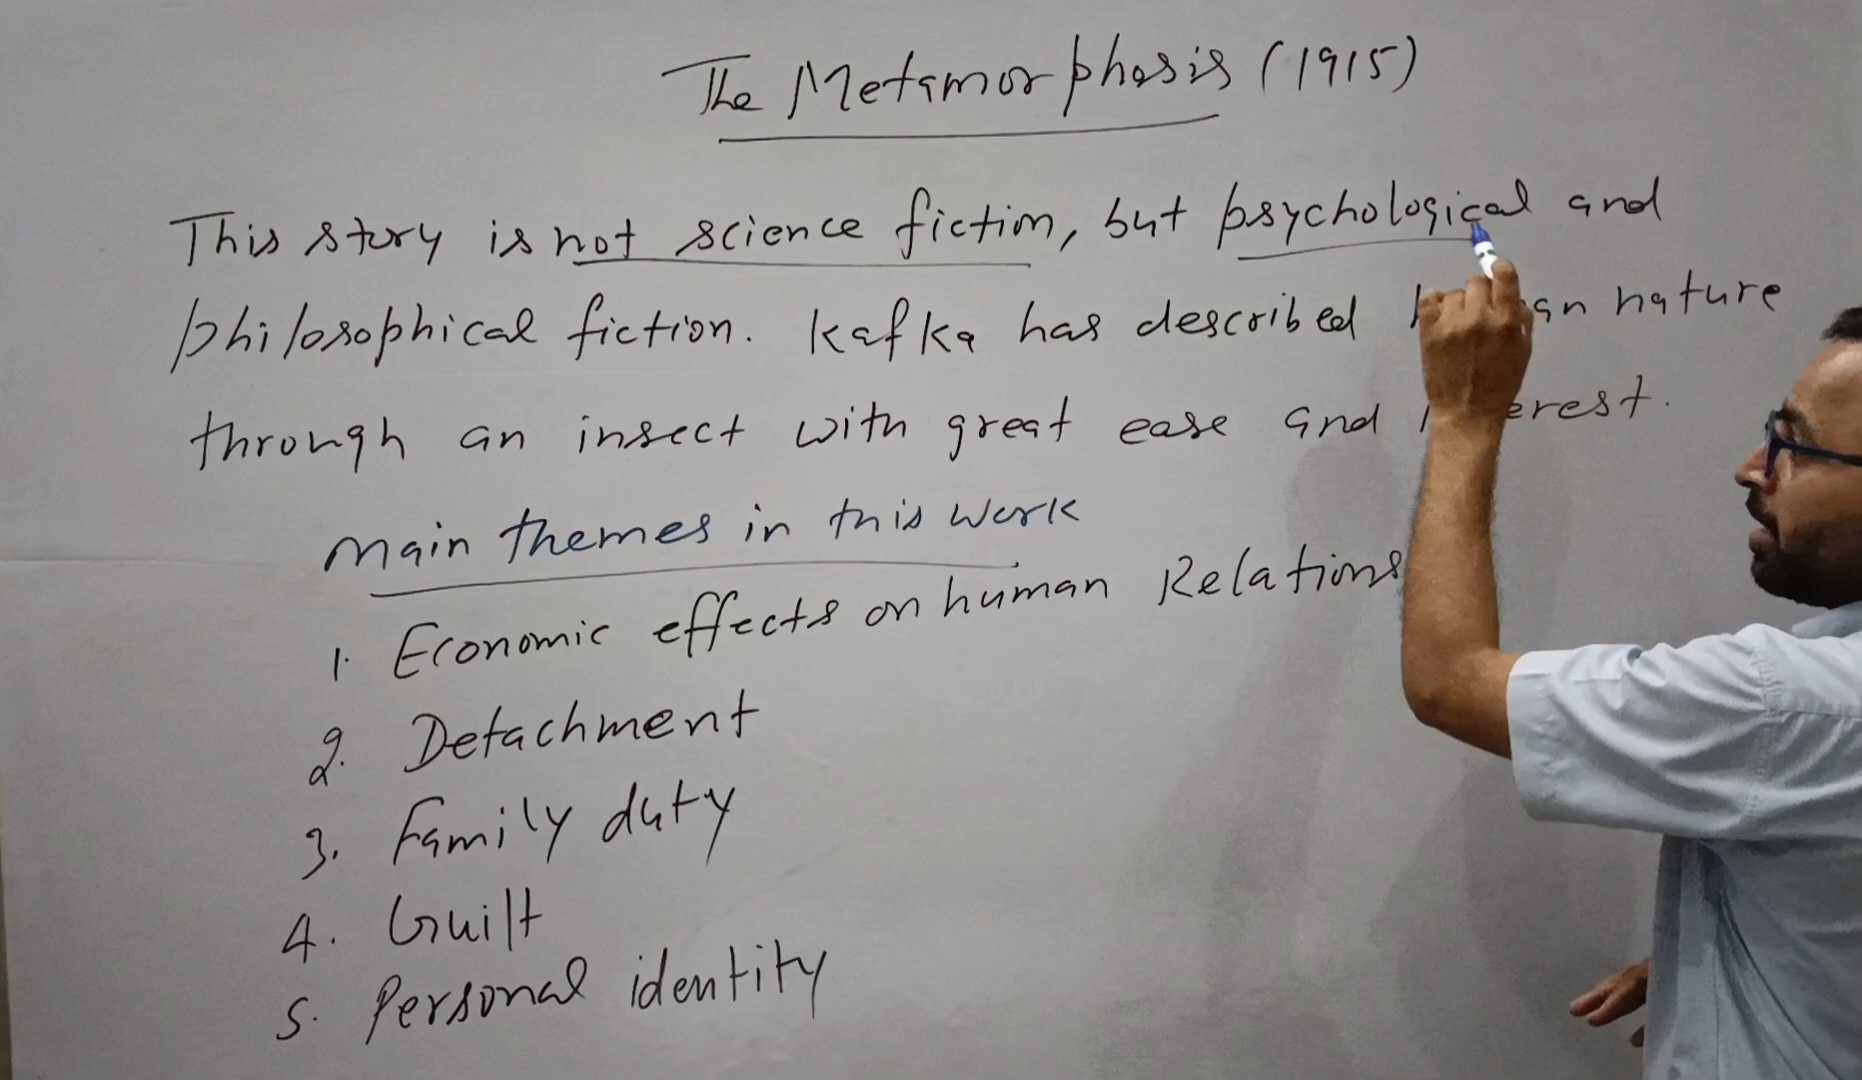 The Metamorphosis (1915)
This story is not science fiction, but psychological and
philosophical fiction. Kafka has described an nature
through an insect with great ease and erest.
Main themes in this work
1. Economic effects on human Relations
2. Detachment
3. Family duty
4. Guilt
5. Personal identity